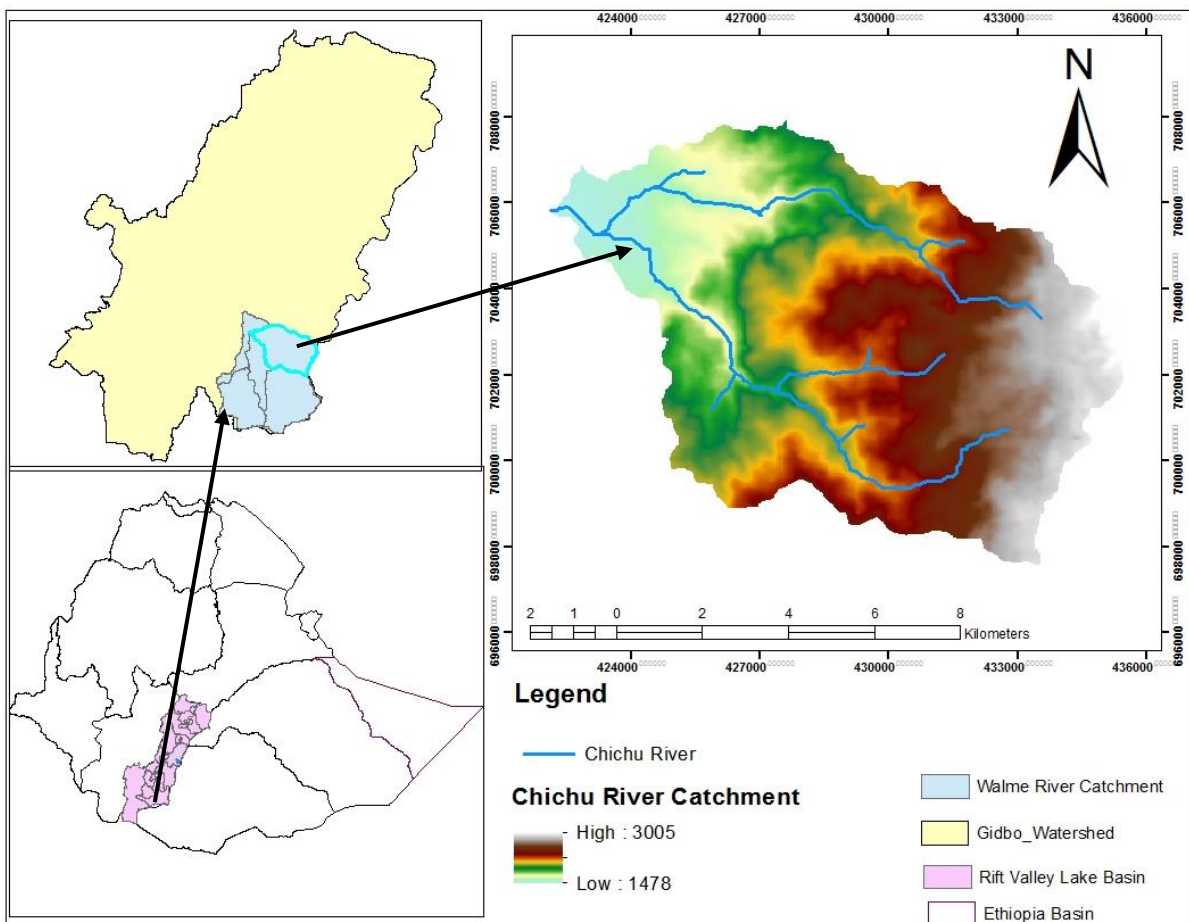 424000 427000 430000 433000 436000
N
708000
706000
704000
702000
700000
698000
696000
708000
706000
704000
702000
700000
698000
696000
2 1 0 2 4 6 8
Kilometers
424000 427000 430000 433000 436000
Legend
Chichu River
Chichu River Catchment
High : 3005
Low : 1478
Walme River Catchment
Gidbo_Watershed
Rift Valley Lake Basin
Ethiopia Basin